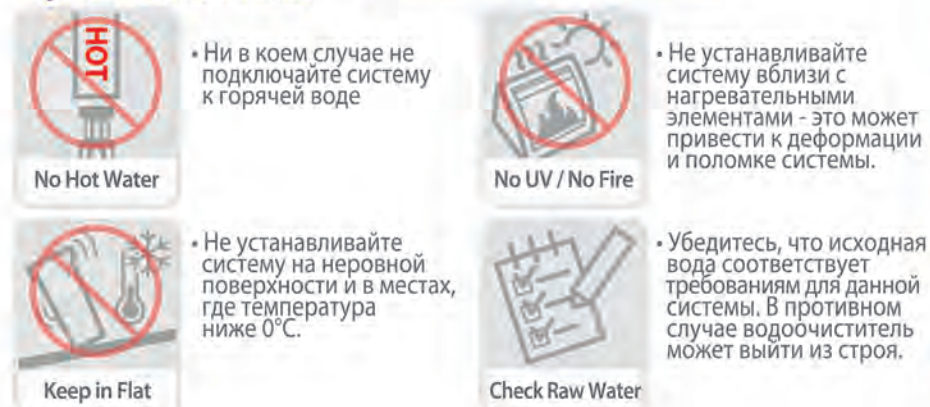 HOT
No Hot Water
• Ни в коем случае не
подключайте систему
к горячей воде
No UV / No Fire
• Не устанавливайте
систему вблизи с
нагревательными
элементами - это может
привести к деформации
и поломке системы.
Keep in Flat
• Не устанавливайте
систему на неровной
поверхности и в местах,
где температура
ниже 0°C.
Check Raw Water
• Убедитесь, что исходная
вода соответствует
требованиям для данной
системы. В противном
случае водоочиститель
может выйти из строя.